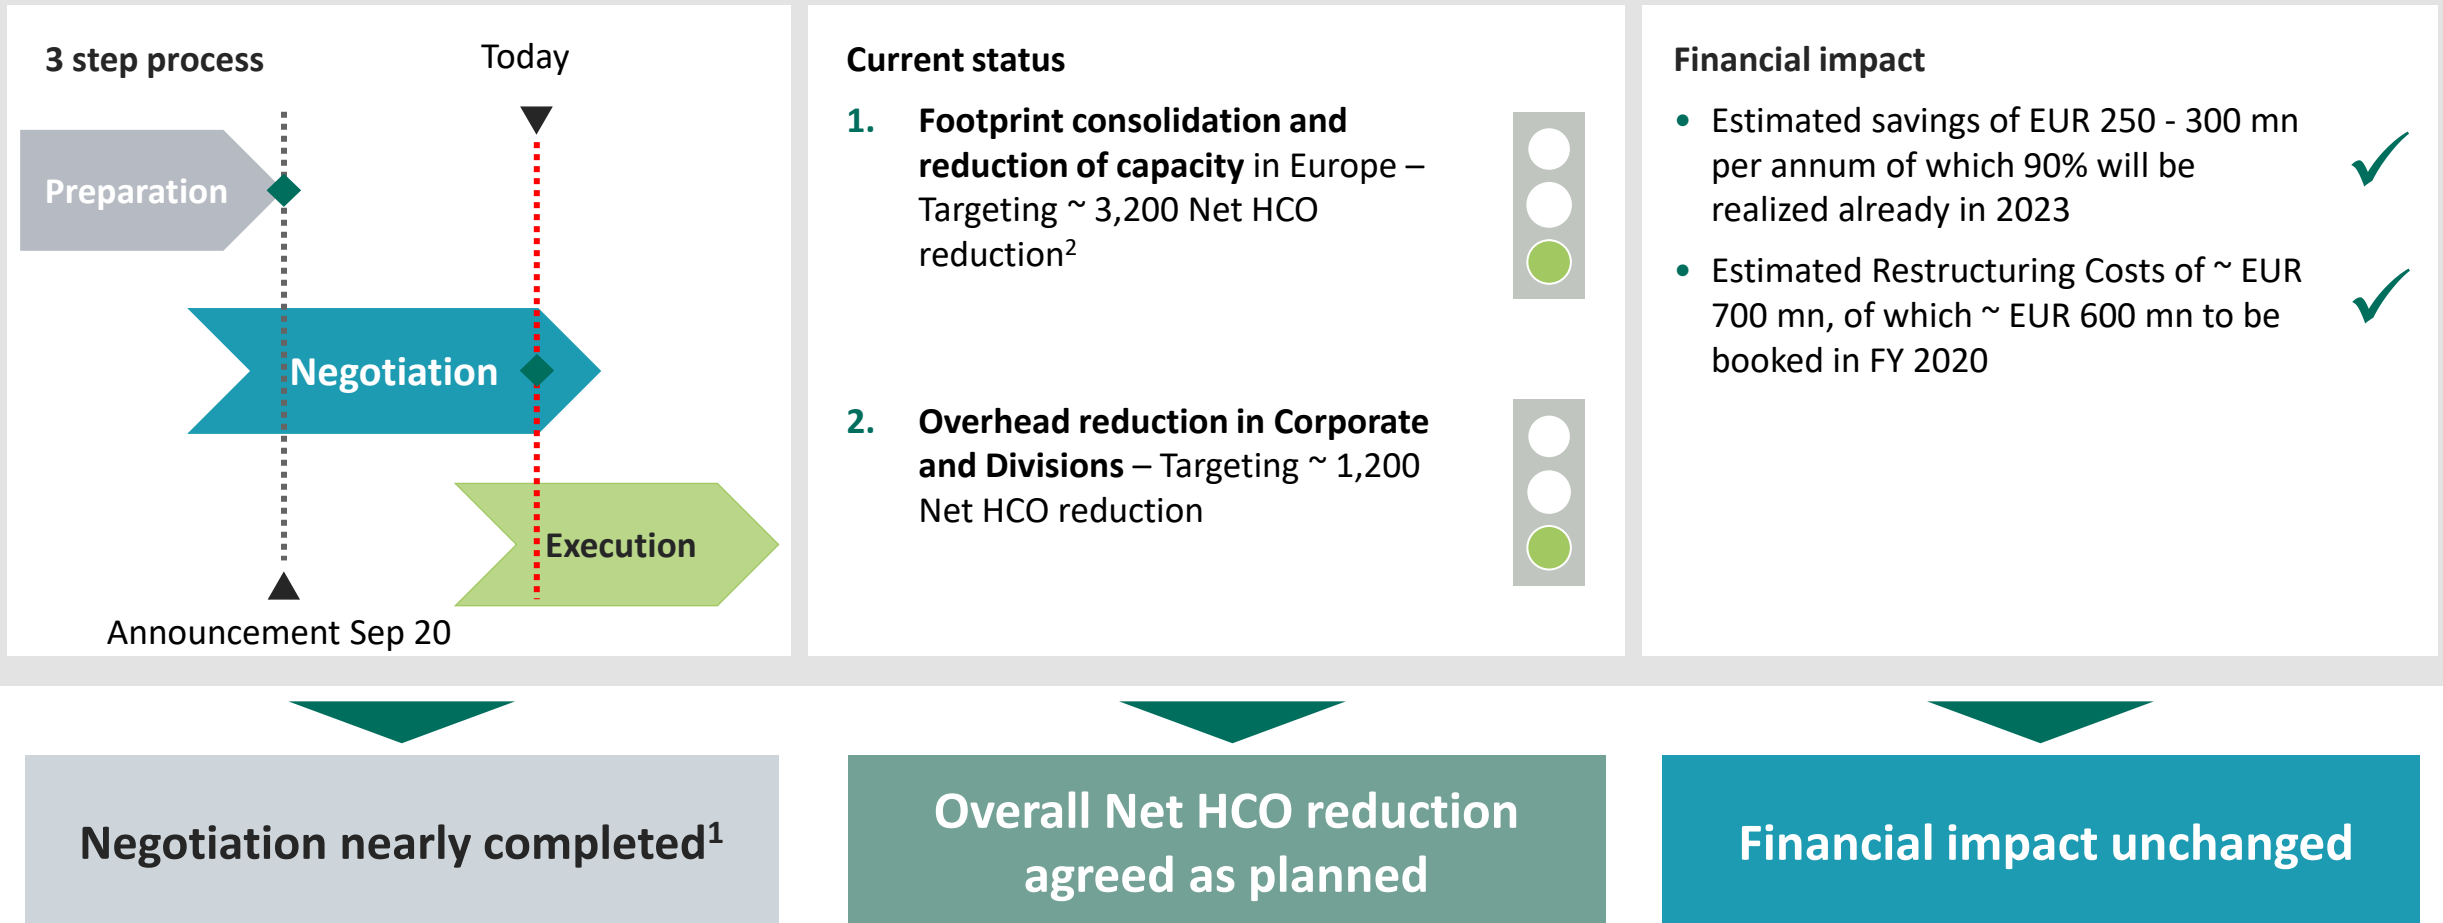 3 step process
Today
Preparation
Negotiation
Execution
Announcement Sep 20
Current status
1. Footprint consolidation and
reduction of capacity in Europe –
Targeting ~ 3,200 Net HCO
reduction²
2. Overhead reduction in Corporate
and Divisions – Targeting ~ 1,200
Net HCO reduction
Financial impact
• Estimated savings of EUR 250 - 300 mn
per annum of which 90% will be
realized already in 2023
• Estimated Restructuring Costs of ~ EUR
700 mn, of which ~ EUR 600 mn to be
booked in FY 2020
Negotiation nearly completed¹
Overall Net HCO reduction
agreed as planned
Financial impact unchanged